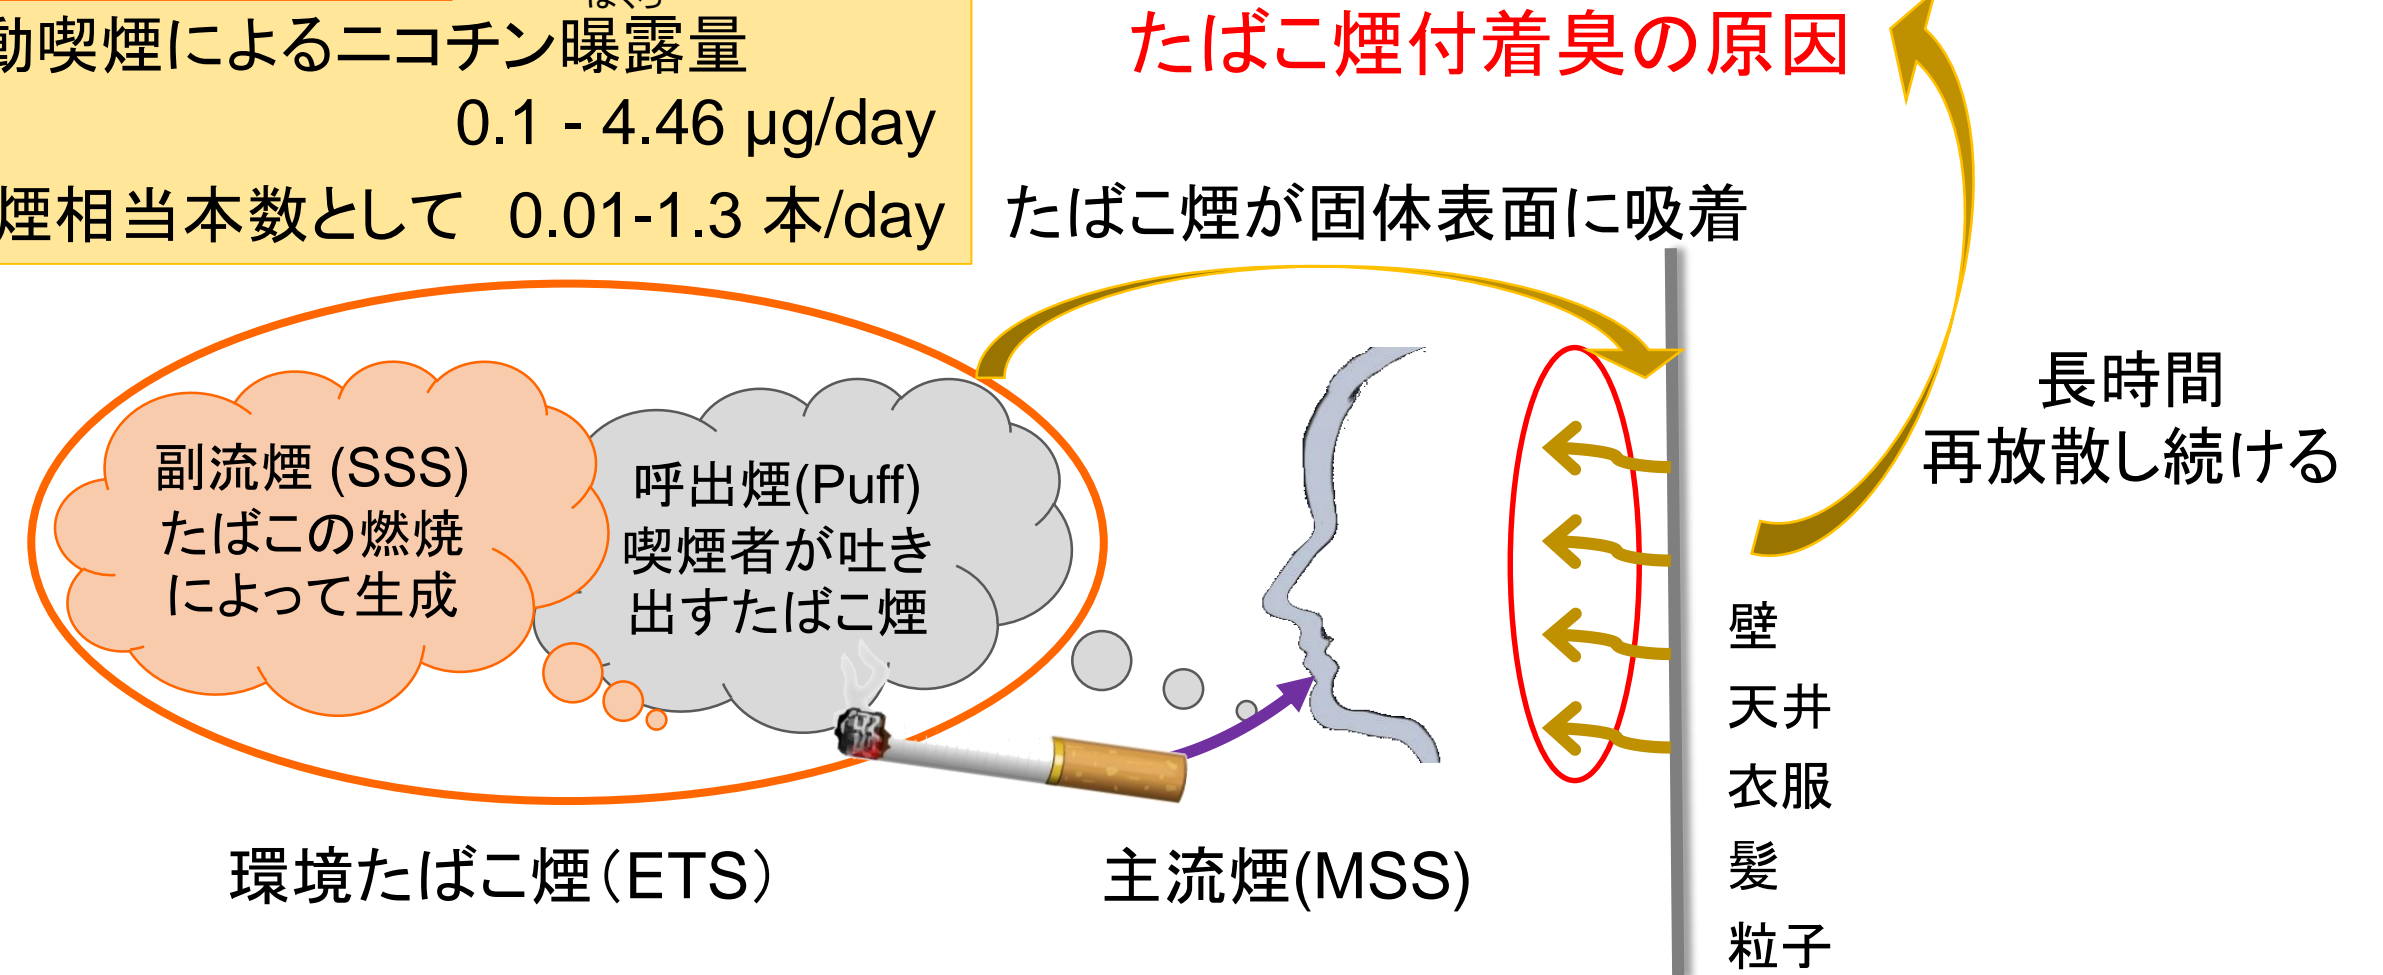 動喫煙によるニコチン曝露量
0.1 - 4.46 µg/day
煙相当本数として 0.01-1.3 本/day
たばこ煙付着臭の原因
たばこ煙が固体表面に吸着
長時間
再放散し続ける
副流煙 (SSS)
たばこの燃焼
によって生成
呼出煙(Puff)
喫煙者が吐き
出すたばこ煙
壁
天井
衣服
髪
粒子
環境たばこ煙（ETS）
主流煙(MSS)